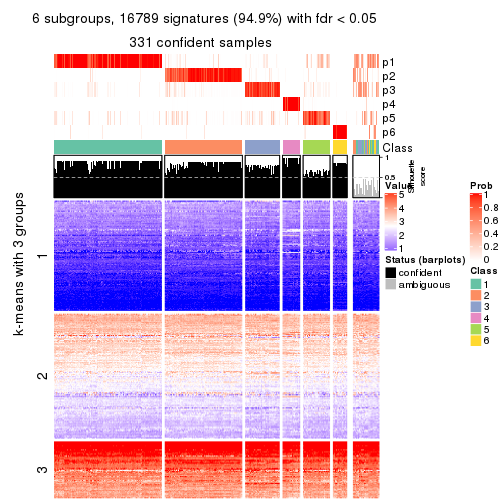 6 subgroups, 16789 signatures (94.9%) with fdr < 0.05
331 confident samples
p1
p2
p3
p4
p5
p6
Class
1
0.5
0
Silhouette
score
k-means with 3 groups
1
2
3
Value
5
4
3
2
1
Status (barplots)
confident
ambiguous
Prob
1
0.8
0.6
0.4
0.2
0
Class
1
2
3
4
5
6